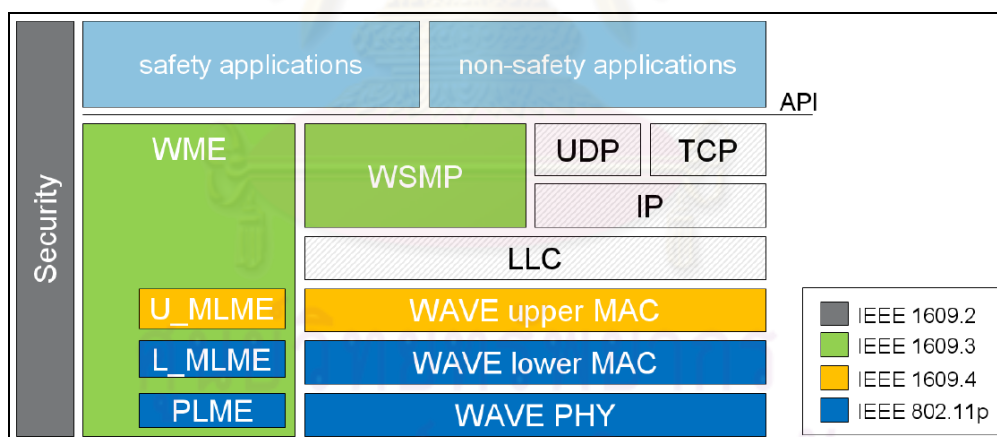 safety applications
non-safety applications
API
Security
WME
WSMP
UDP
TCP
IP
LLC
U_MLME
WAVE upper MAC
L_MLME
WAVE lower MAC
PLME
WAVE PHY
IEEE 1609.2
IEEE 1609.3
IEEE 1609.4
IEEE 802.11p